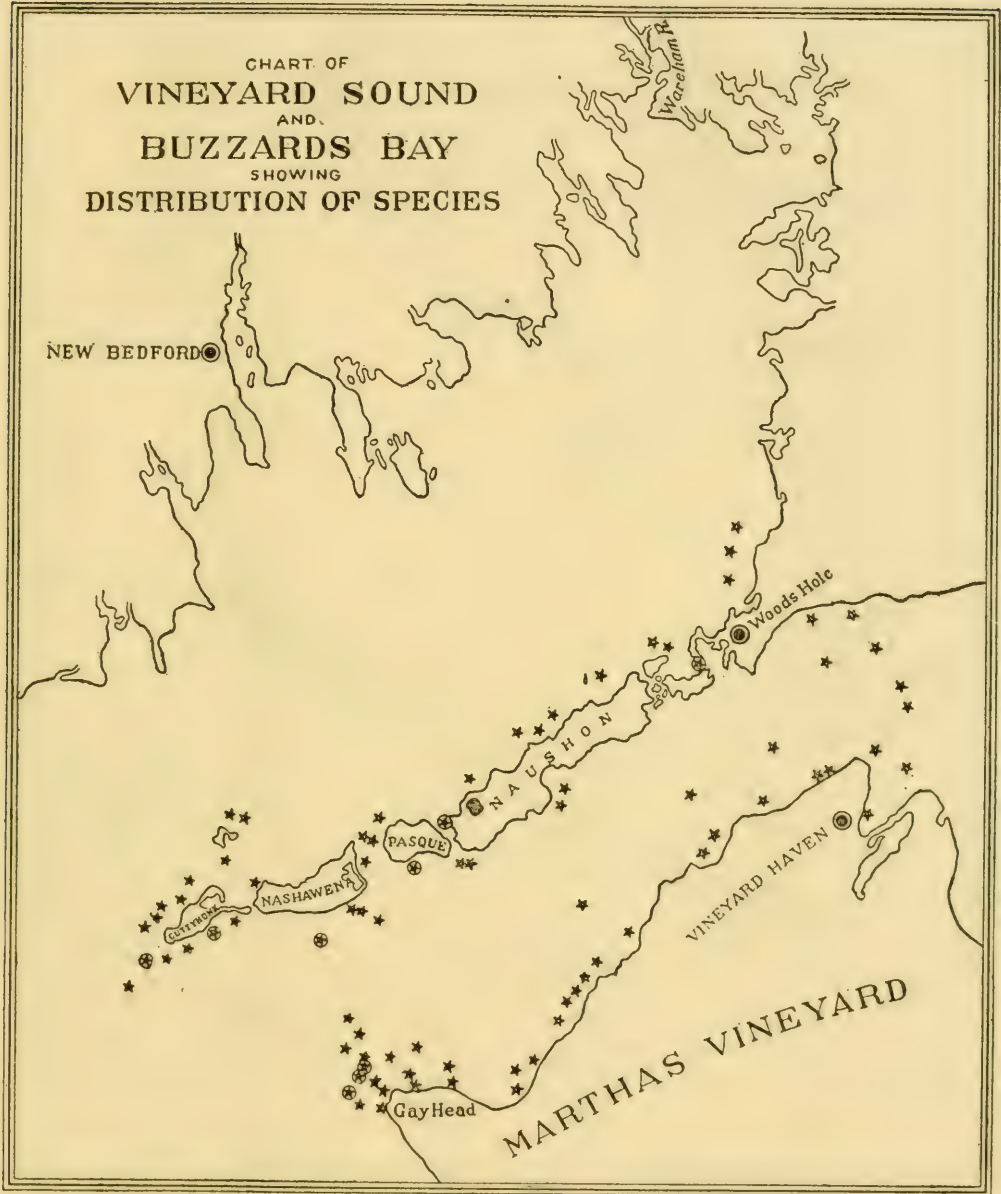 CHART OF
VINEYARD SOUND
AND
BUZZARDS BAY
SHOWING
DISTRIBUTION OF SPECIES
Wareham R.
NEW BEDFORD
Woods Hole
NAUSHON
PASQUE
NASHAWENA
CUTTYHUNK
VINEYARD HAVEN
MARTHAS VINEYARD
Gay Head